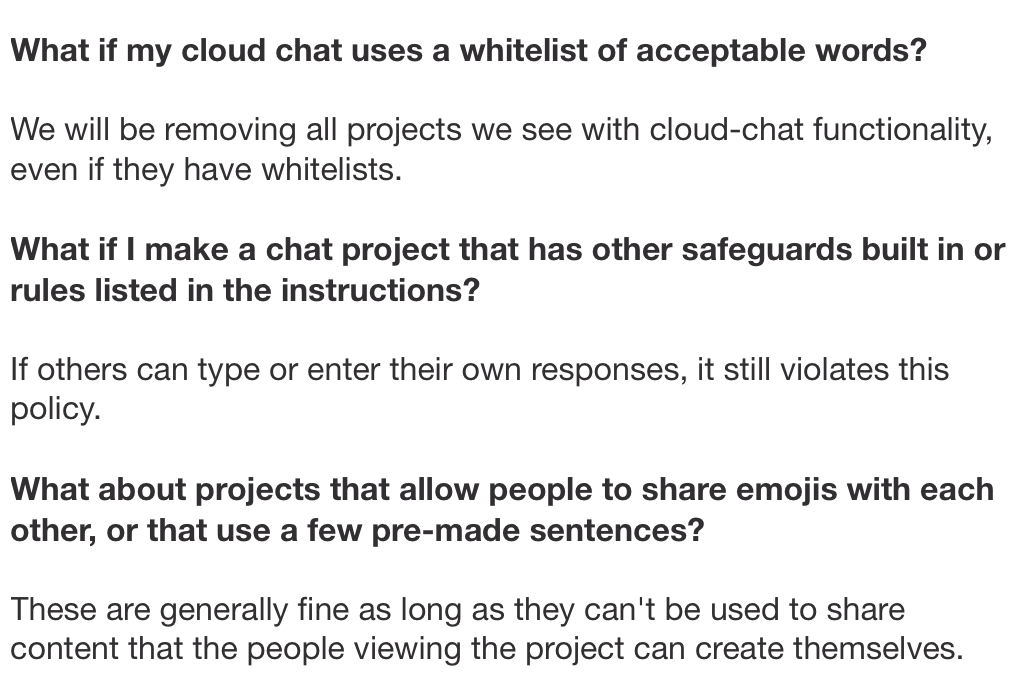 What if my cloud chat uses a whitelist of acceptable words?
We will be removing all projects we see with cloud-chat functionality,
even if they have whitelists.
What if I make a chat project that has other safeguards built in or
rules listed in the instructions?
If others can type or enter their own responses, it still violates this
policy.
What about projects that allow people to share emojis with each
other, or that use a few pre-made sentences?
These are generally fine as long as they can't be used to share
content that the people viewing the project can create themselves.